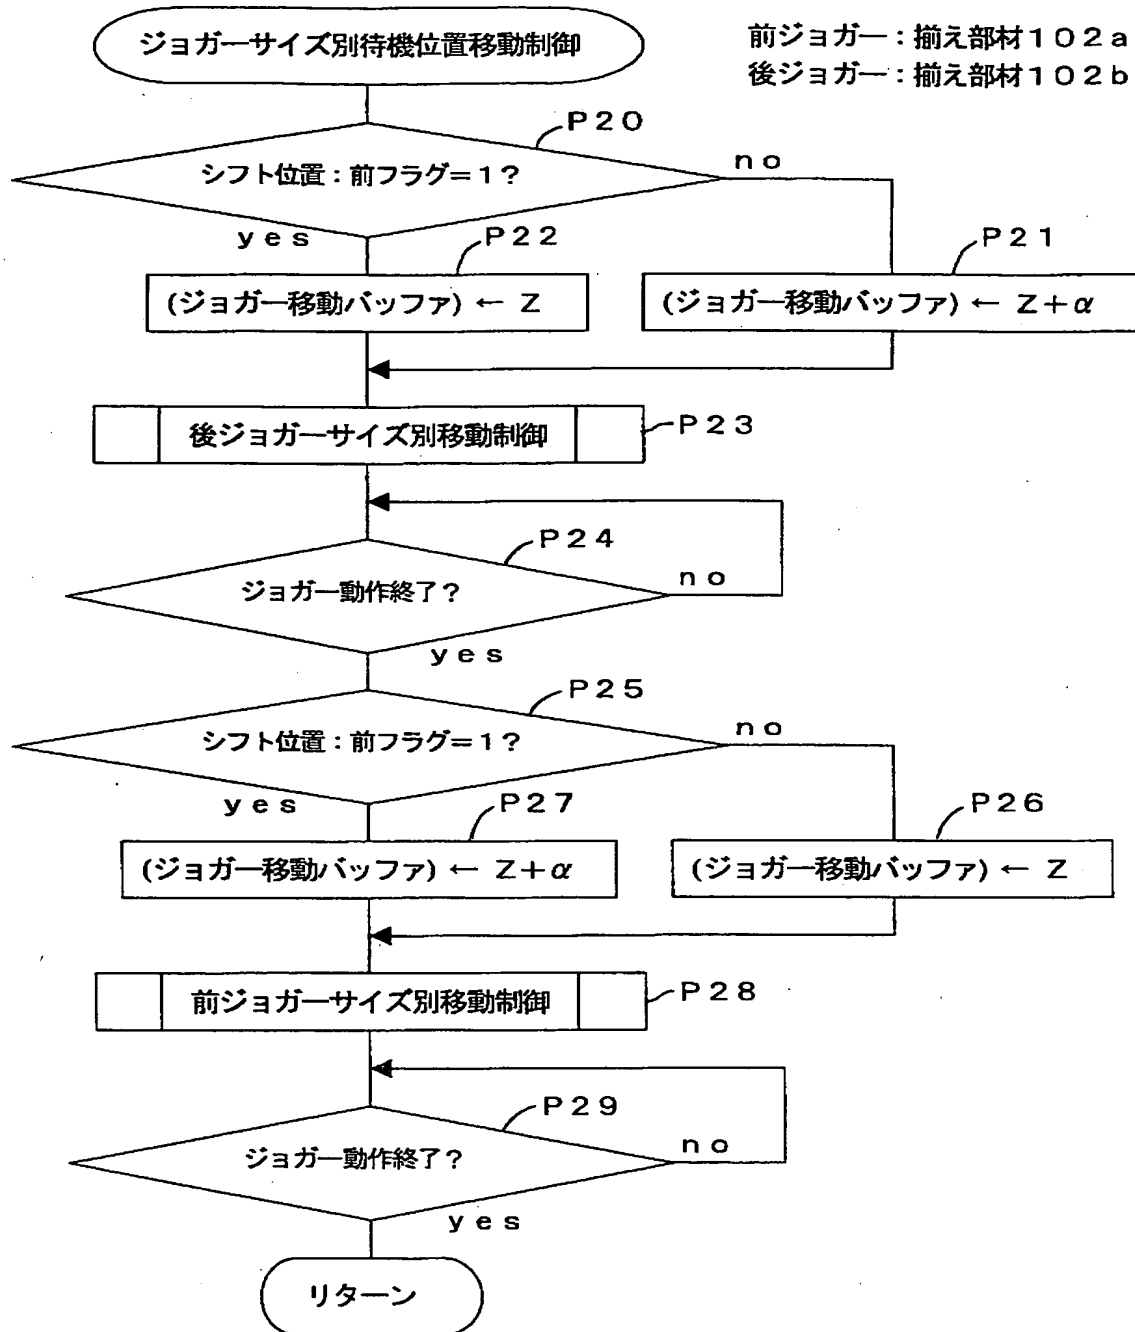 ジョガーサイズ別待機位置移動制御
前ジョガー：揃え部材１０２ａ
後ジョガー：揃え部材１０２ｂ
Ｐ２０
シフト位置：前フラグ＝１？
ｎｏ
ｙｅｓ
Ｐ２２
Ｐ２１
(ジョガー移動バッファ) ← Ｚ
(ジョガー移動バッファ) ← Ｚ＋α
後ジョガーサイズ別移動制御
Ｐ２３
Ｐ２４
ジョガー動作終了？
ｎｏ
ｙｅｓ
Ｐ２５
シフト位置：前フラグ＝１？
ｎｏ
ｙｅｓ
Ｐ２７
Ｐ２６
(ジョガー移動バッファ) ← Ｚ＋α
(ジョガー移動バッファ) ← Ｚ
前ジョガーサイズ別移動制御
Ｐ２８
Ｐ２９
ジョガー動作終了？
ｎｏ
ｙｅｓ
リターン